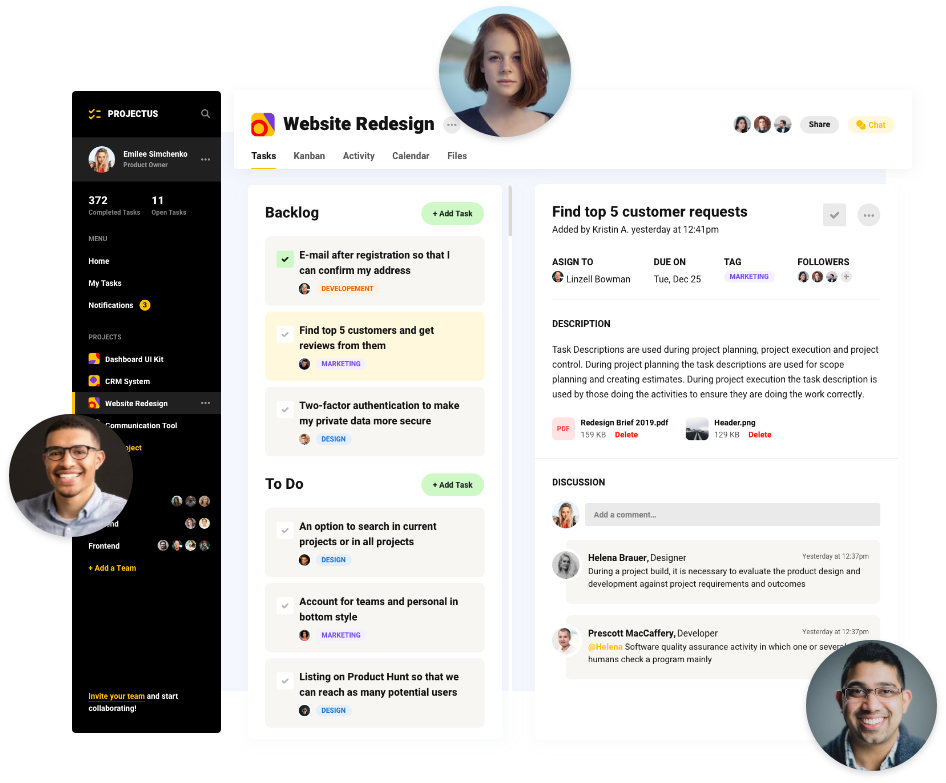 PROJECTUS
Emilee Simchenko
Product Owner
372
11
Completed Tasks
Open Tasks
MENU
Home
My Tasks
Notifications 3
PROJECTS
Dashboard UI Kit
CRM System
Website Redesign
Communication Tool
Frontend
+ Add a Team
Invite your team and start
collaborating!
Website Redesign
Share
Chat
Tasks
Kanban
Activity
Calendar
Files
Backlog
+ Add Task
E-mail after registration so that I
can confirm my address
DEVELOPEMENT
Find top 5 customers and get
reviews from them
MARKETING
Two-factor authentication to make
my private data more secure
DESIGN
To Do
+ Add Task
An option to search in current
projects or in all projects
DESIGN
Account for teams and personal in
bottom style
MARKETING
Listing on Product Hunt so that we
can reach as many potential users
DESIGN
Find top 5 customer requests
Added by Kristin A. yesterday at 12:41pm
ASIGN TO
DUE ON
TAG
FOLLOWERS
Linzell Bowman
Tue, Dec 25
MARKETING
+
DESCRIPTION
Task Descriptions are used during project planning, project execution and project
control. During project planning the task descriptions are used for scope
planning and creating estimates. During project execution the task description is
used by those doing the activities to ensure they are doing the work correctly.
PDF
Redesign Brief 2019.pdf
159 KB Delete
Header.png
129 KB Delete
DISCUSSION
Add a comment...
Helena Brauer, Designer
Yesterday at 12:37pm
During a project build, it is necessary to evaluate the product design and
development against project requirements and outcomes
Prescott MacCaffery, Developer
Yesterday at 12:37pm
@Helena Software quality assurance activity in which one or several
humans check a program mainly